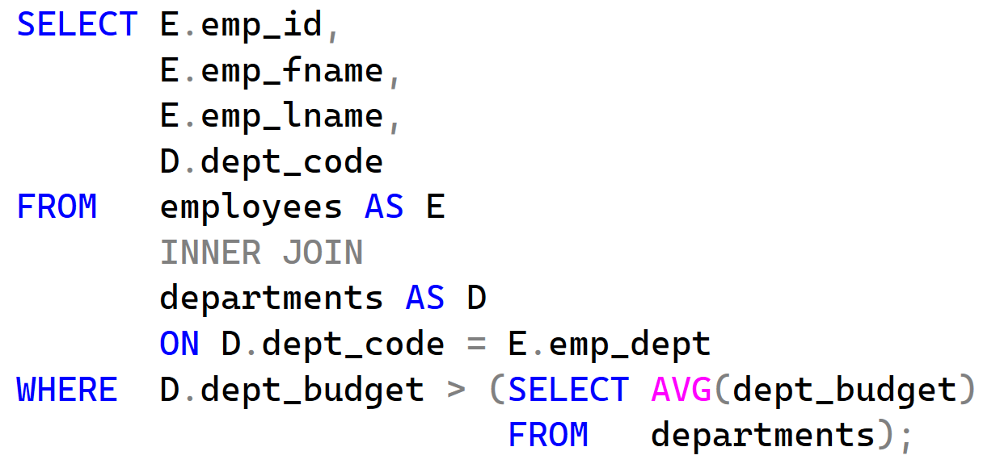 SELECT E.emp_id,
E.emp_fname,
E.emp_lname,
D.dept_code
FROM employees AS E
INNER JOIN
departments AS D
ON D.dept_code = E.emp_dept
WHERE D.dept_budget > (SELECT AVG(dept_budget)
FROM departments);